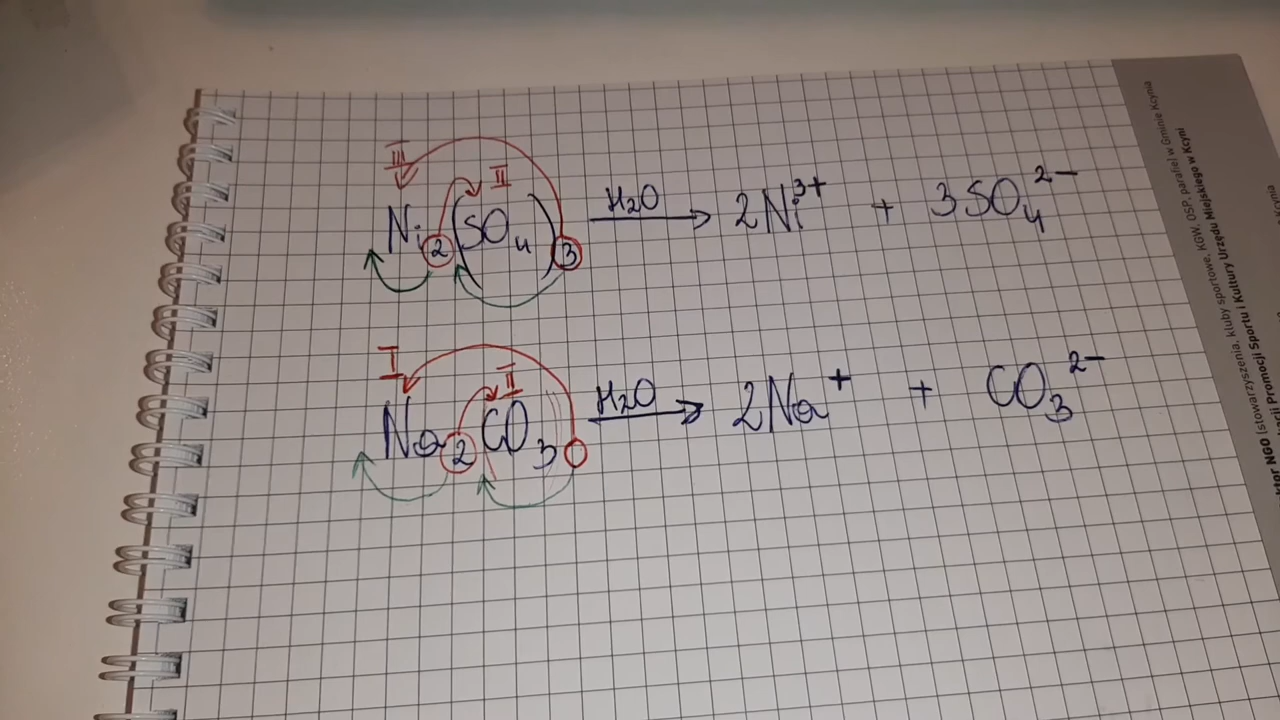 III II
Ni₂(SO₄)₃ H₂O → 2Ni³⁺ + 3SO₄²⁻
I II
Na₂CO₃ H₂O → 2Na⁺ + CO₃²⁻
NGO (stowarzyszenia, kluby sportowe, KGW, OSP, parafie) w Gminie Kcynia
Promocji Sportu i Kultury Urzędu Miejskiego w Kcyni